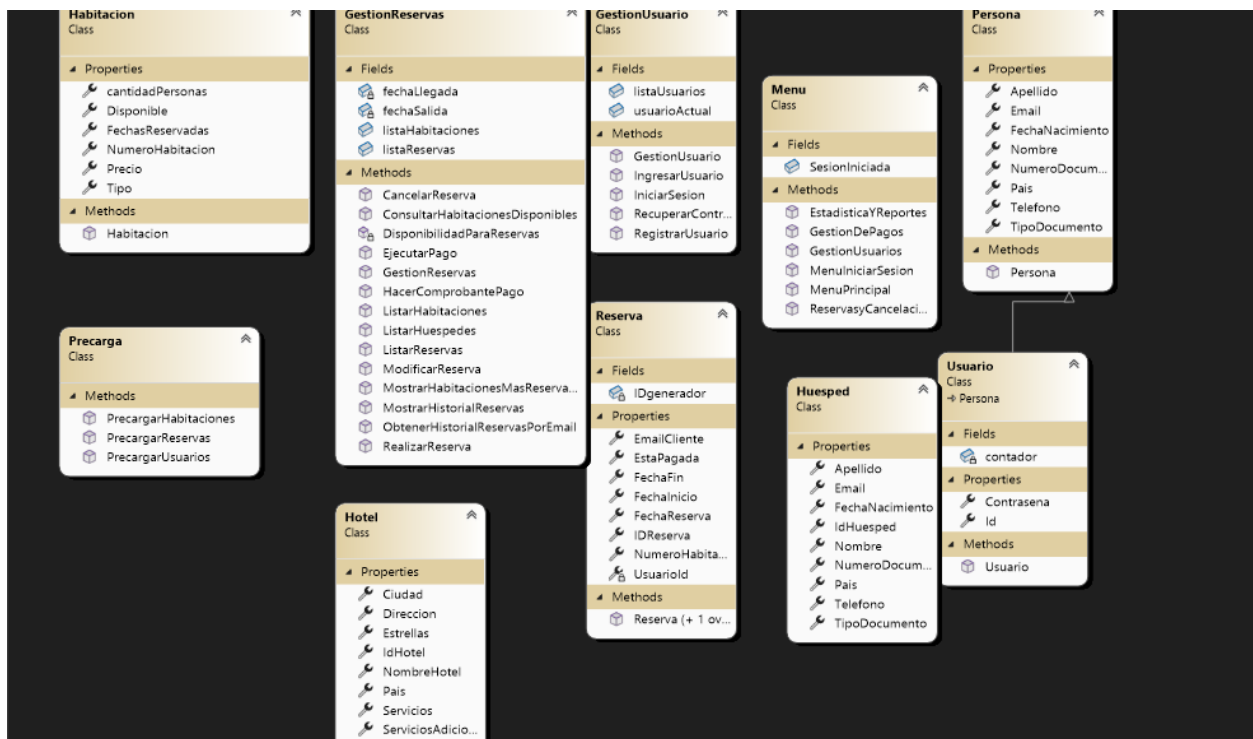 Habitacion
Class
Properties
cantidadPersonas
Disponible
FechasReservadas
NumeroHabitacion
Precio
Tipo
Methods
Habitacion
Precarga
Class
Methods
PrecargarHabitaciones
PrecargarReservas
PrecargarUsuarios
GestionReservas
Class
Fields
fechaLlegada
fechaSalida
listaHabitaciones
listaReservas
Methods
CancelarReserva
ConsultarHabitacionesDisponibles
DisponibilidadParaReservas
EjecutarPago
GestionReservas
HacerComprobantePago
ListarHabitaciones
ListarHuespedes
ListarReservas
ModificarReserva
MostrarHabitacionesMasReserva...
MostrarHistorialReservas
ObtenerHistorialReservasPorEmail
RealizarReserva
Hotel
Class
Properties
Ciudad
Direccion
Estrellas
IdHotel
NombreHotel
Pais
Servicios
ServiciosAdicio...
GestionUsuario
Class
Fields
listaUsuarios
usuarioActual
Methods
GestionUsuario
IngresarUsuario
IniciarSesion
RecuperarContr...
RegistrarUsuario
Reserva
Class
Fields
IDgenerador
Properties
EmailCliente
EstaPagada
FechaFin
FechaInicio
FechaReserva
IDReserva
NumeroHabita...
UsuarioId
Methods
Reserva (+ 1 ov...
Menu
Class
Fields
SesionIniciada
Methods
EstadisticaYReportes
GestionDePagos
GestionUsuarios
MenuIniciarSesion
MenuPrincipal
ReservasyCancelaci...
Huesped
Class
Properties
Apellido
Email
FechaNacimiento
IdHuesped
Nombre
NumeroDocum...
Pais
Telefono
TipoDocumento
Persona
Class
Properties
Apellido
Email
FechaNacimiento
Nombre
NumeroDocum...
Pais
Telefono
TipoDocumento
Methods
Persona
Usuario
Class
Persona
Fields
contador
Properties
Contrasena
Id
Methods
Usuario